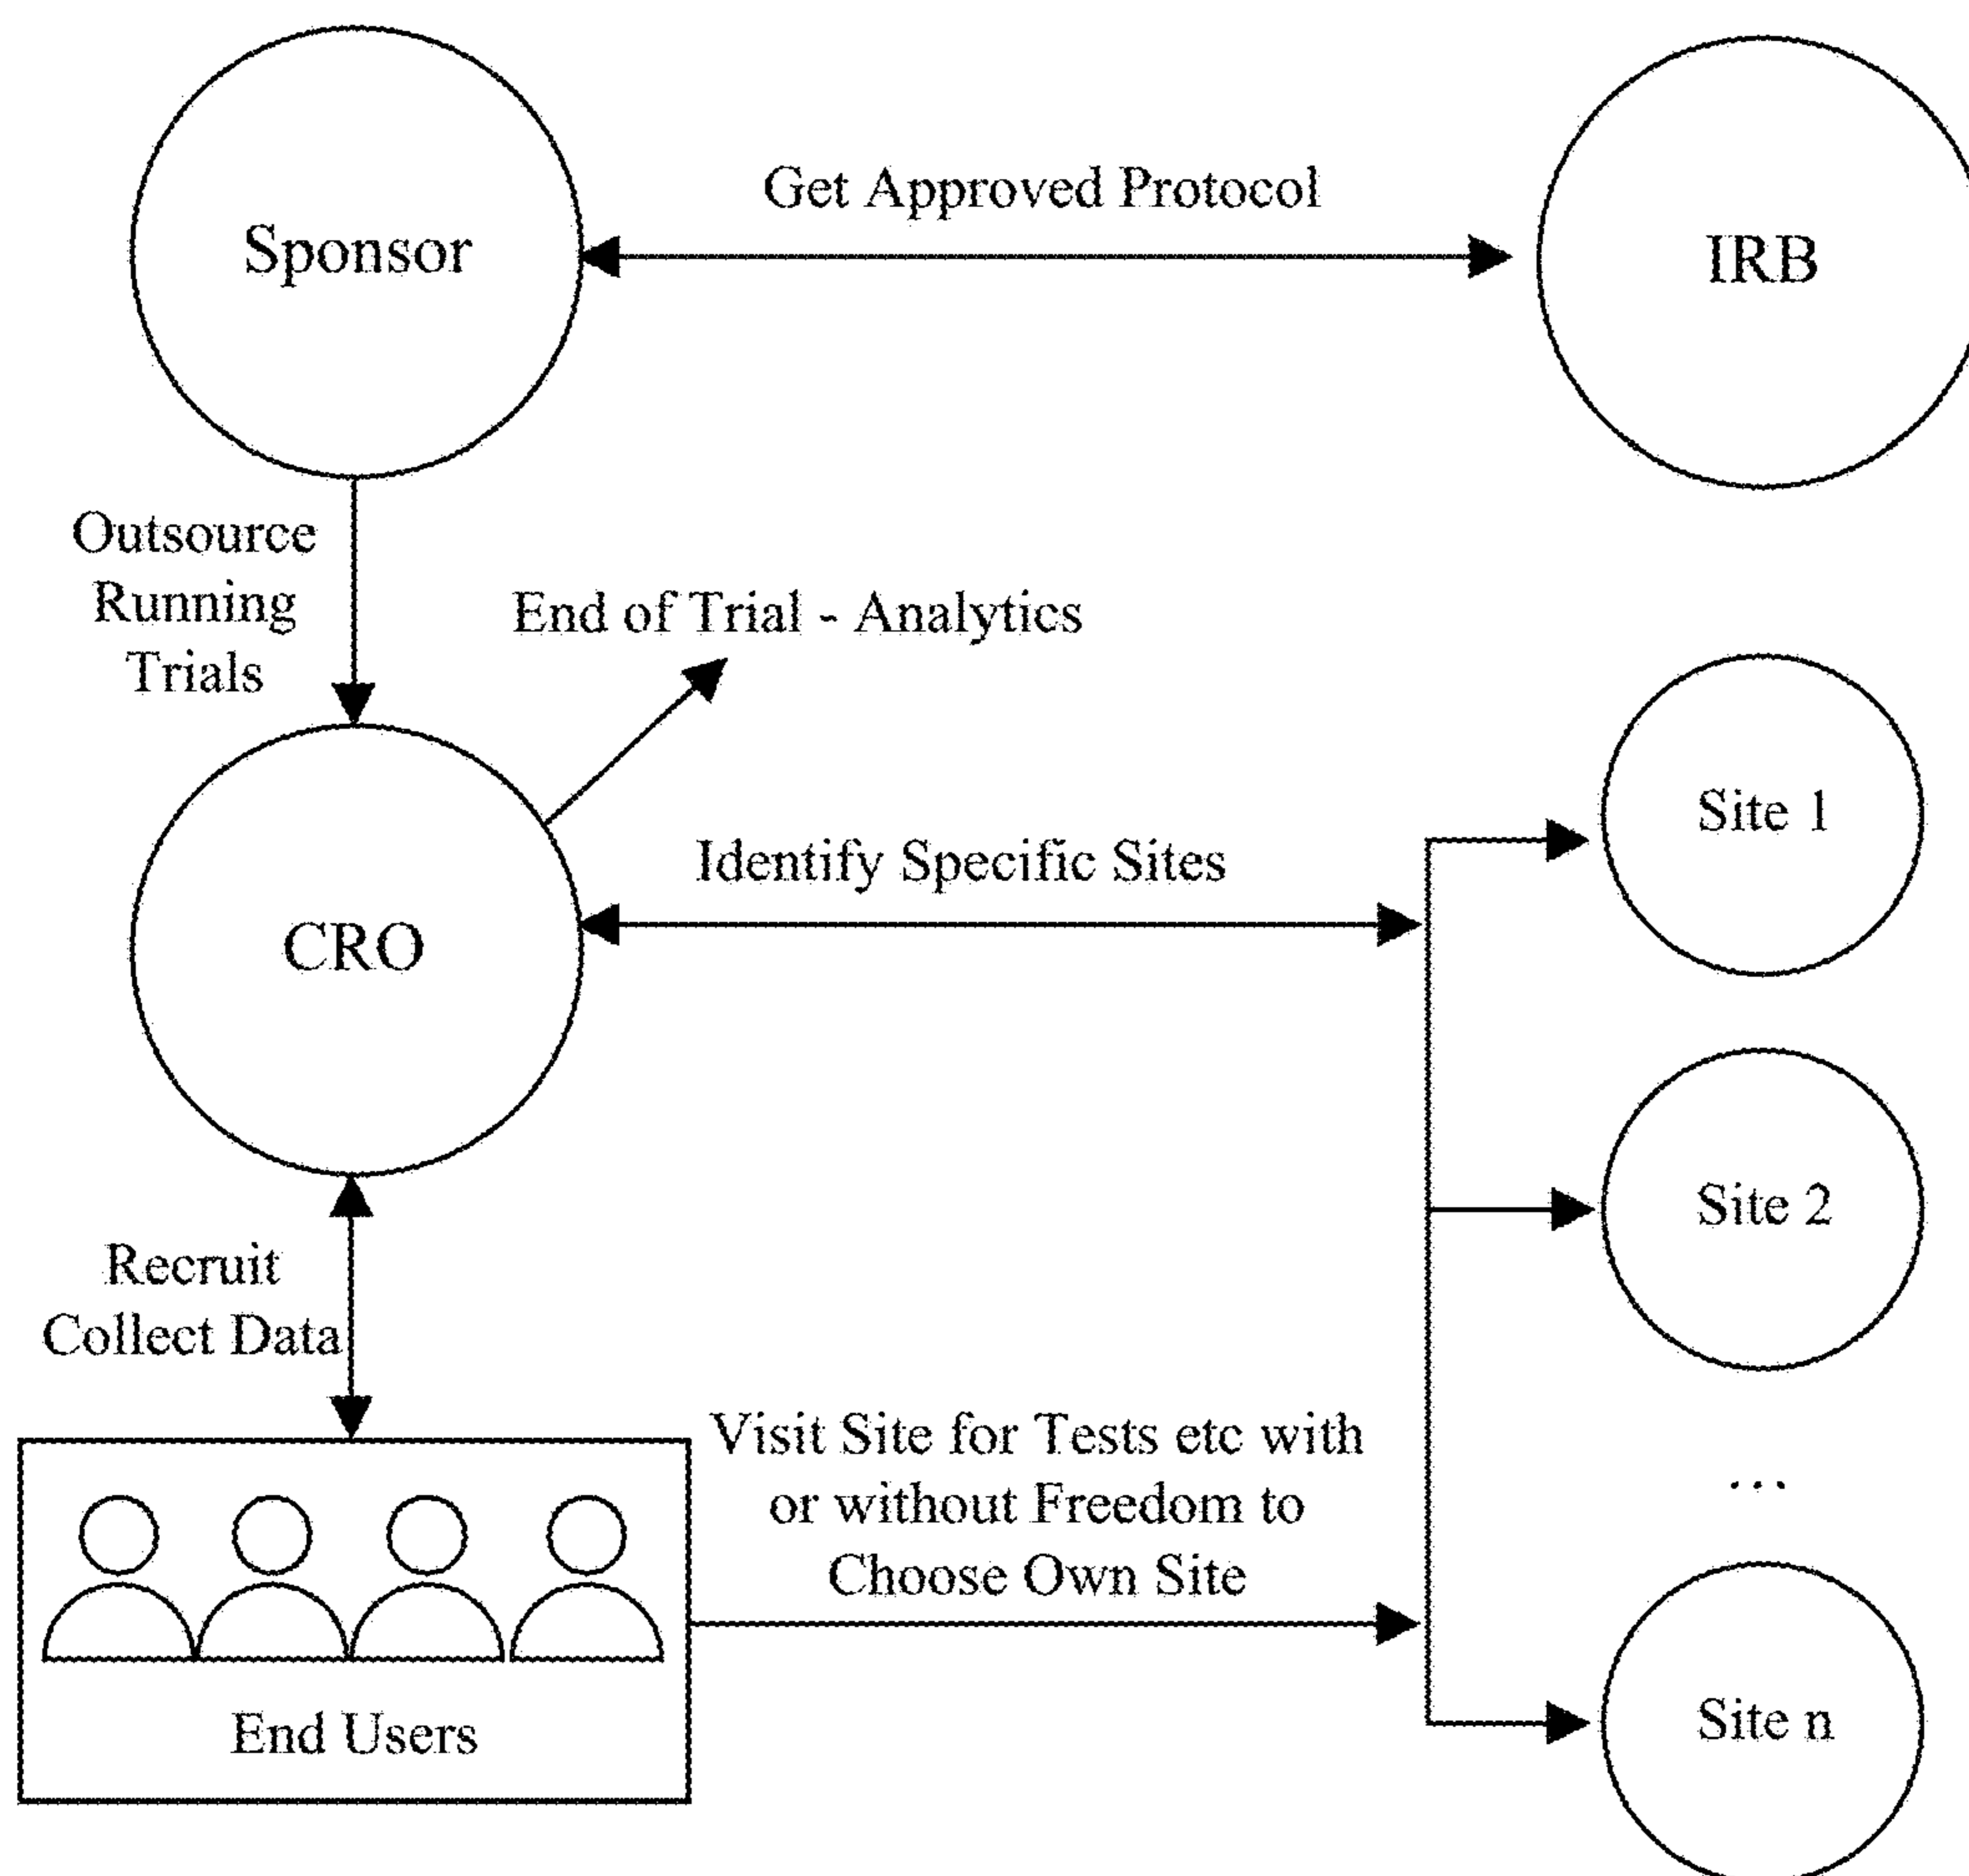 Get Approved Protocol
Sponsor
IRB
Outsource
Running
Trials
End of Trial - Analytics
Site 1
Identify Specific Sites
CRO
Site 2
Recruit
Collect Data
Visit Site for Tests etc with
or without Freedom to
Choose Own Site
...
End Users
Site n